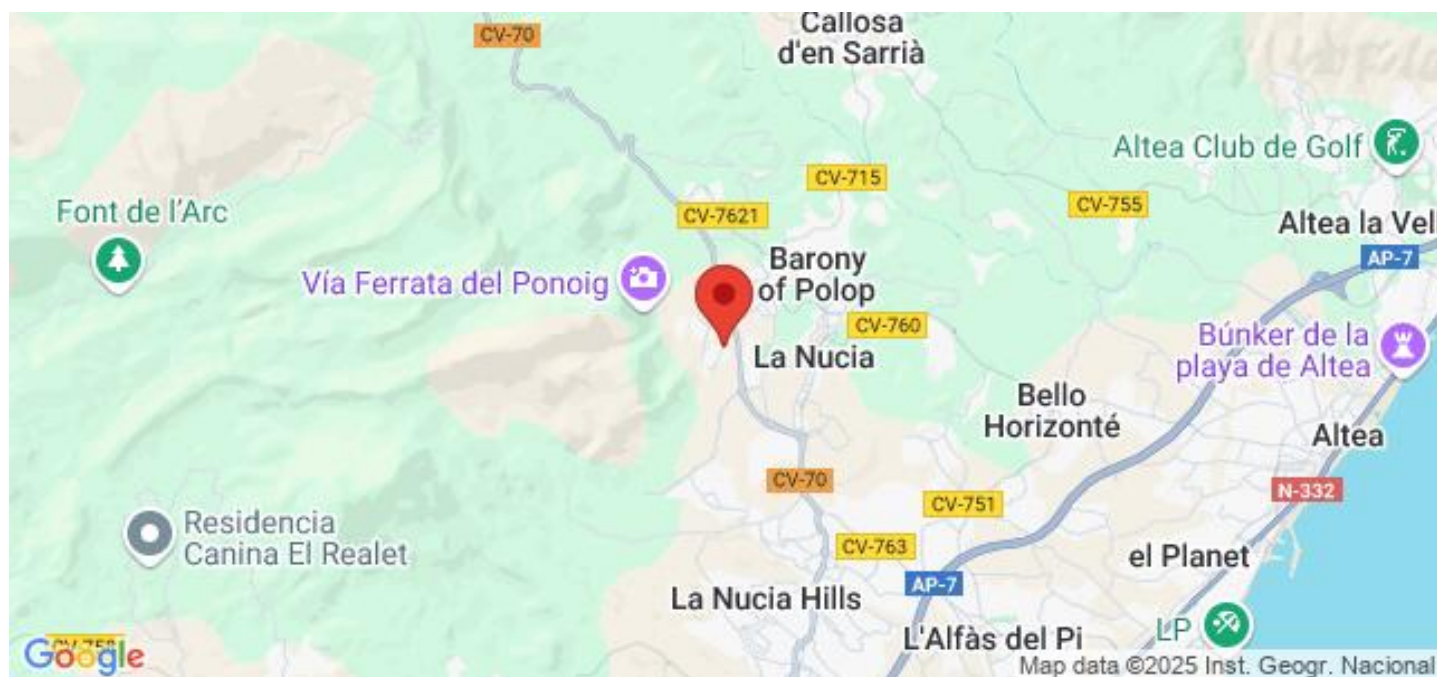 CV-70
Callosa
d'en Sarrià
Altea Club de Golf
CV-715
CV-755
Font de l'Arc
CV-7621
Altea la Vel
AP-7
Barony
of Polop
Vía Ferrata del Ponoig
CV-760
Búnker de la
playa de Altea
La Nucia
Bello
Horizonté
Altea
CV-70
N-332
CV-751
Residencia
Canina El Realet
CV-763
el Planet
AP-7
La Nucia Hills
L'Alfàs del Pi
LP
Google
Map data ©2025 Inst. Geogr. Nacional